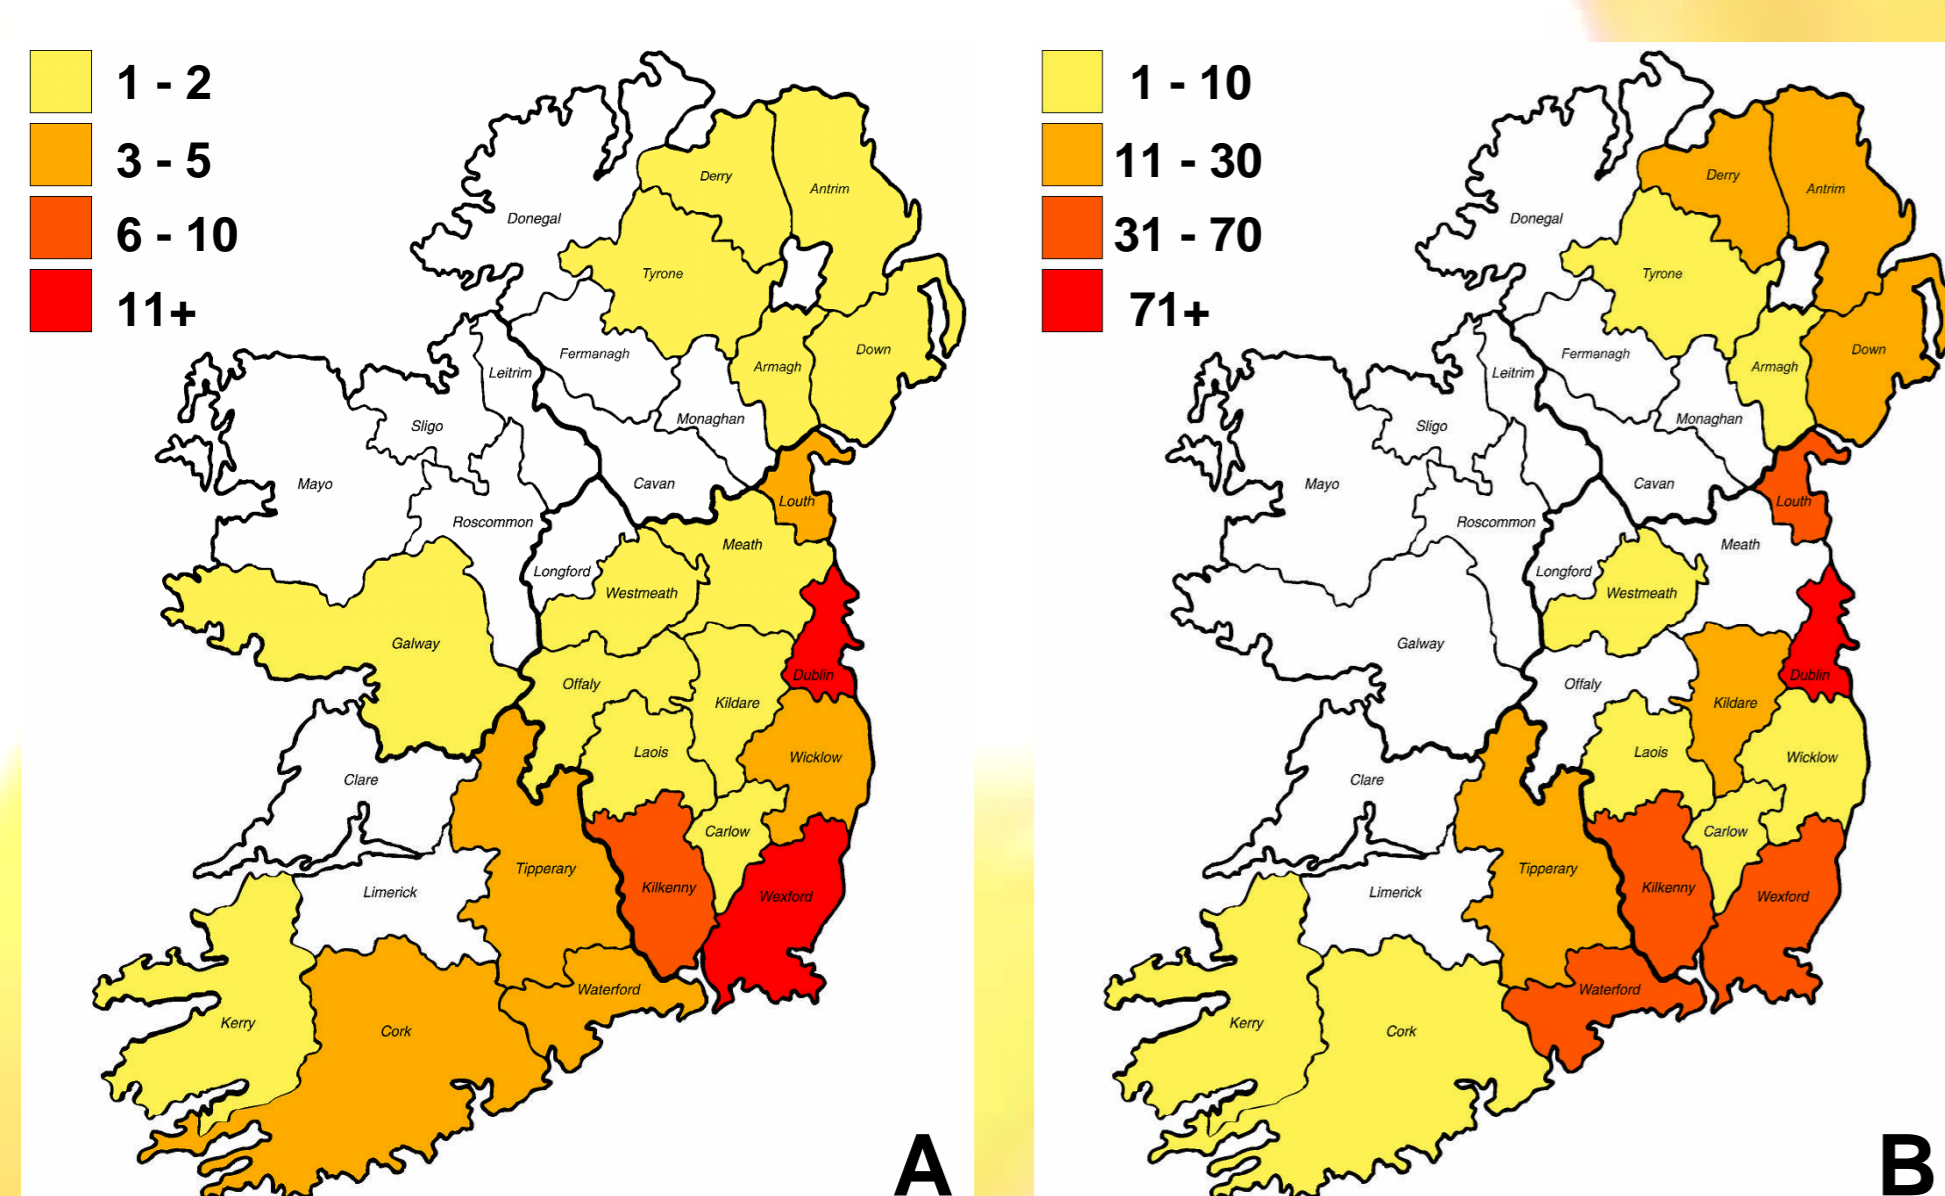 1 - 2
3 - 5
6 - 10
11+
Donegal
Derry
Antrim
Tyrone
Fermanagh
Armagh
Down
Leitrim
Monaghan
Sligo
Mayo
Cavan
Louth
Roscommon
Meath
Longford
Westmeath
Galway
Offaly
Kildare
Dublin
Laois
Wicklow
Clare
Carlow
Tipperary
Kilkenny
Wexford
Limerick
Waterford
Kerry
Cork
A
1 - 10
11 - 30
31 - 70
71+
Donegal
Derry
Antrim
Tyrone
Fermanagh
Armagh
Down
Leitrim
Monaghan
Sligo
Mayo
Cavan
Louth
Roscommon
Meath
Longford
Westmeath
Galway
Offaly
Kildare
Dublin
Laois
Wicklow
Clare
Carlow
Tipperary
Kilkenny
Wexford
Limerick
Waterford
Kerry
Cork
B